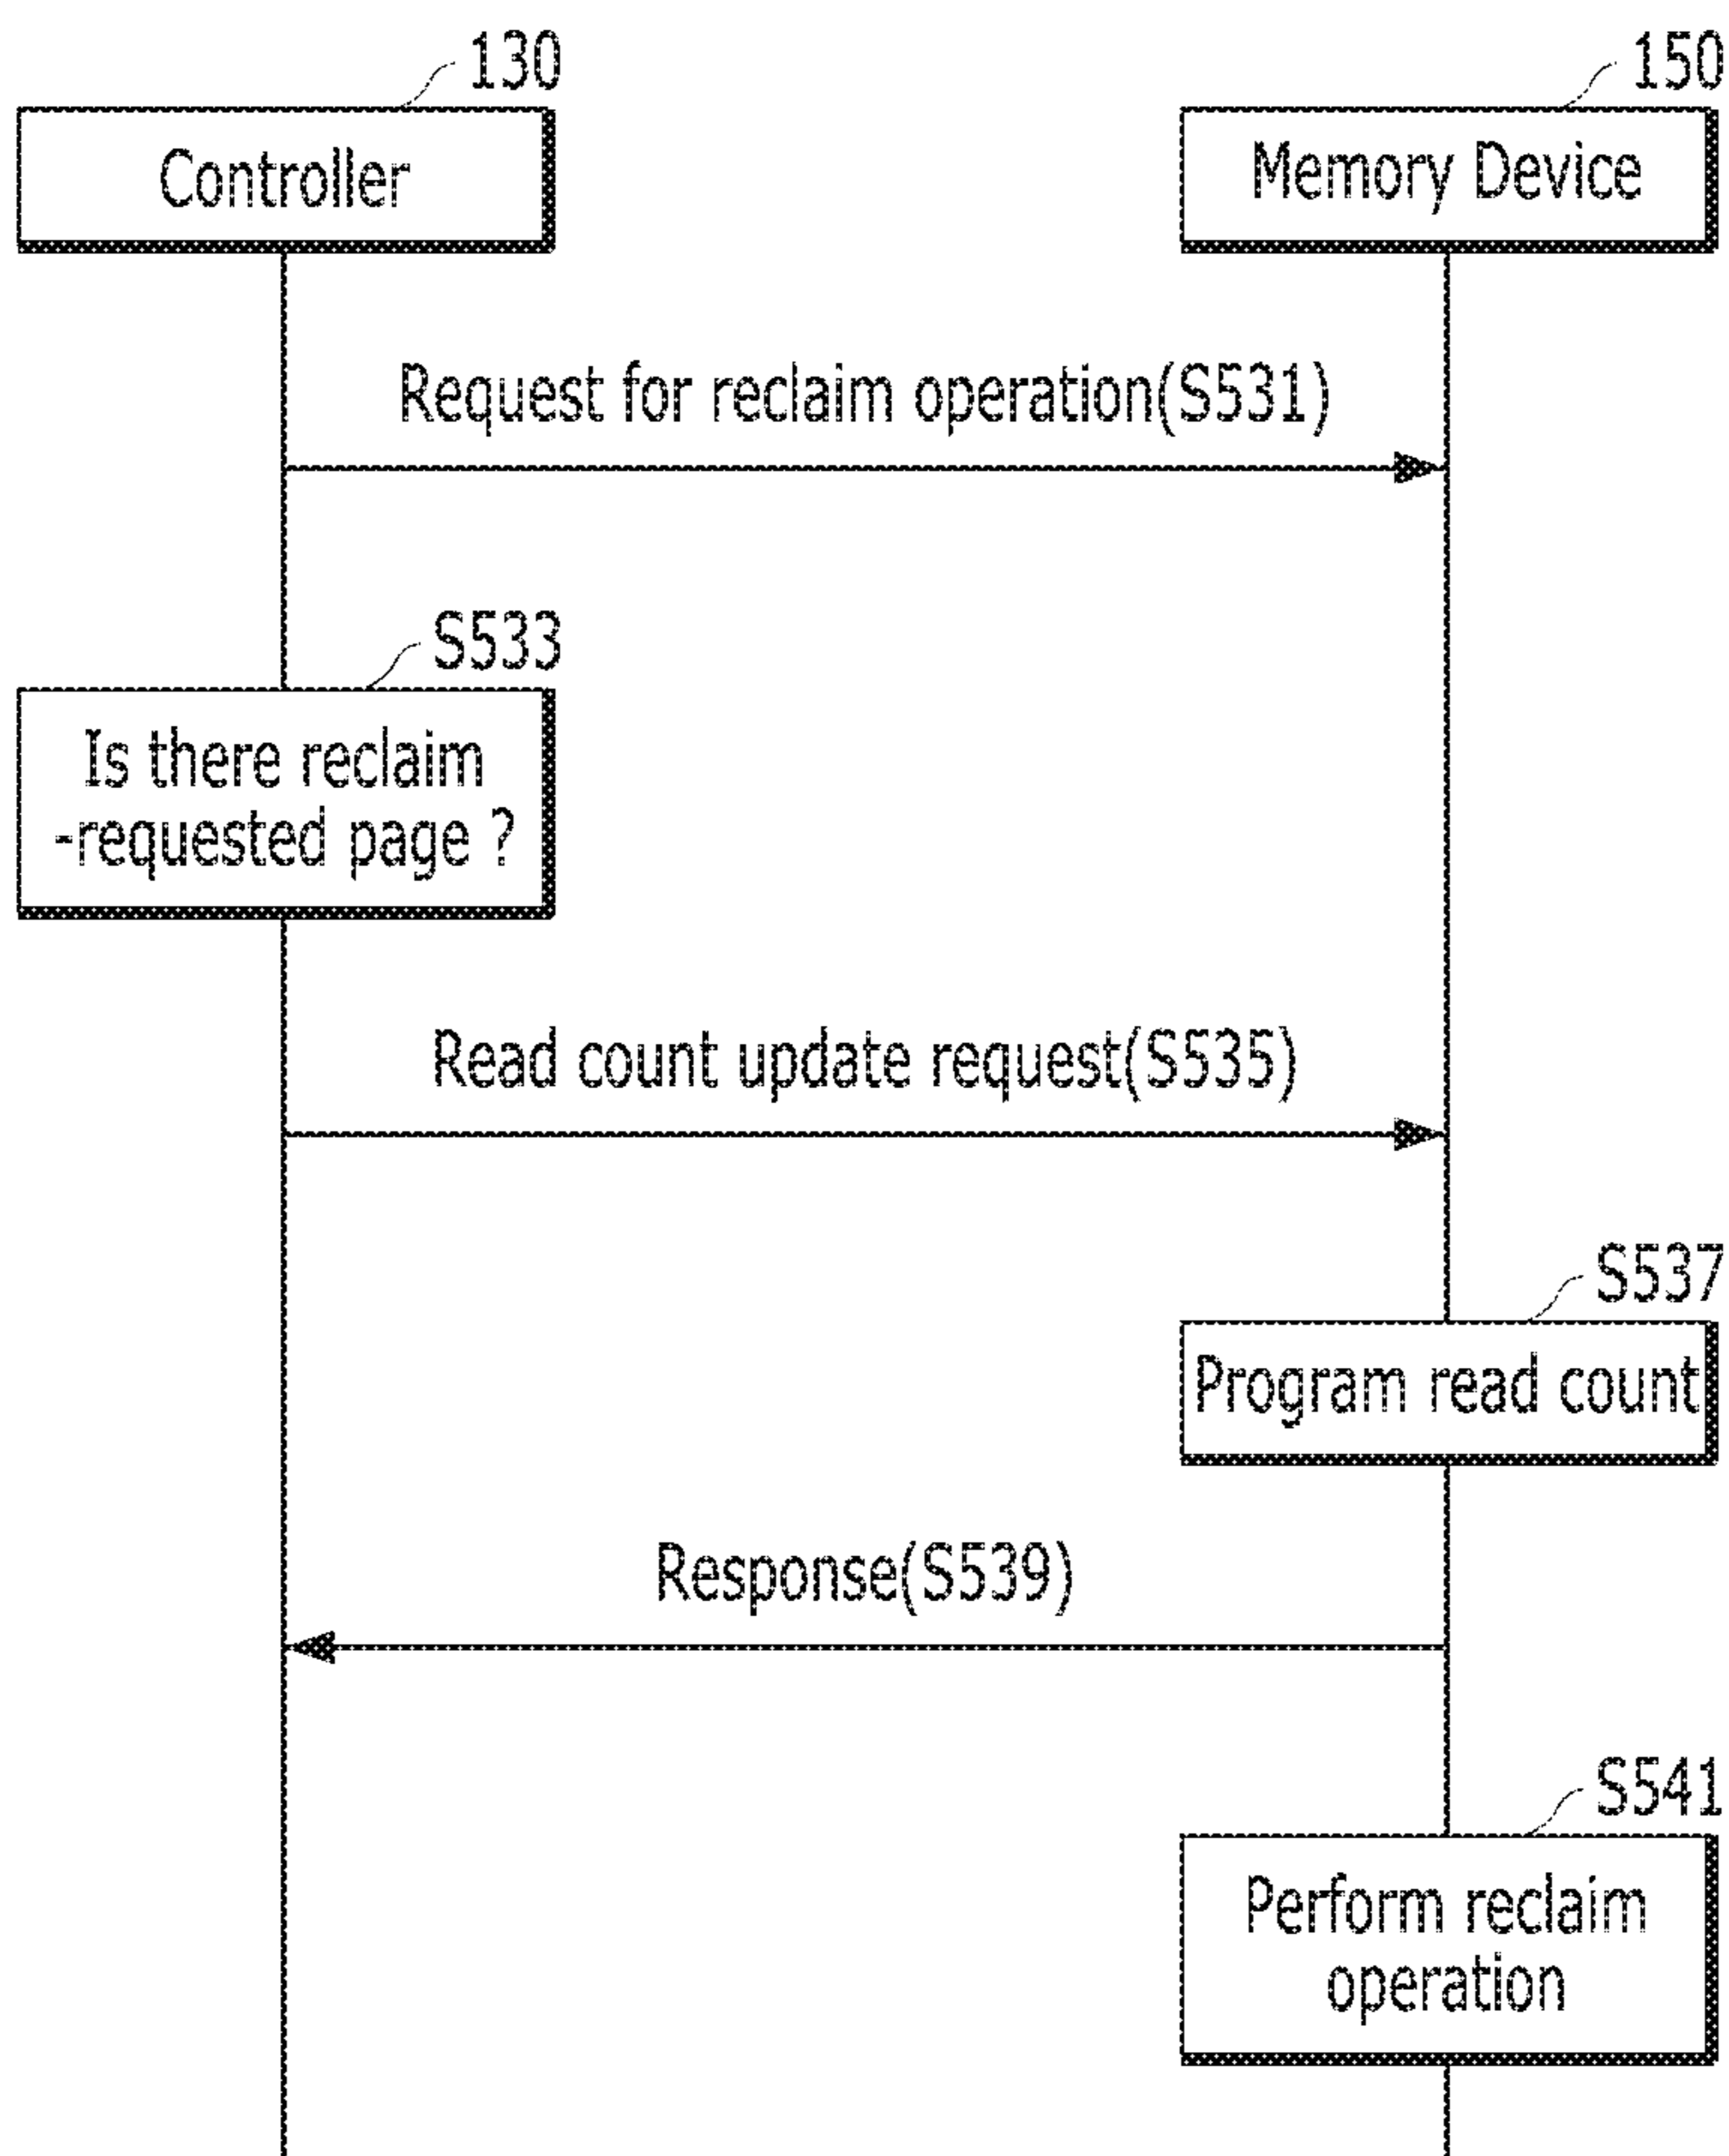 130
150
Controller
Memory Device
Request for reclaim operation(S531)
S533
Is there reclaim
-requested page ?
Read count update request(S535)
S537
Program read count
Response(S539)
S541
Perform reclaim
operation